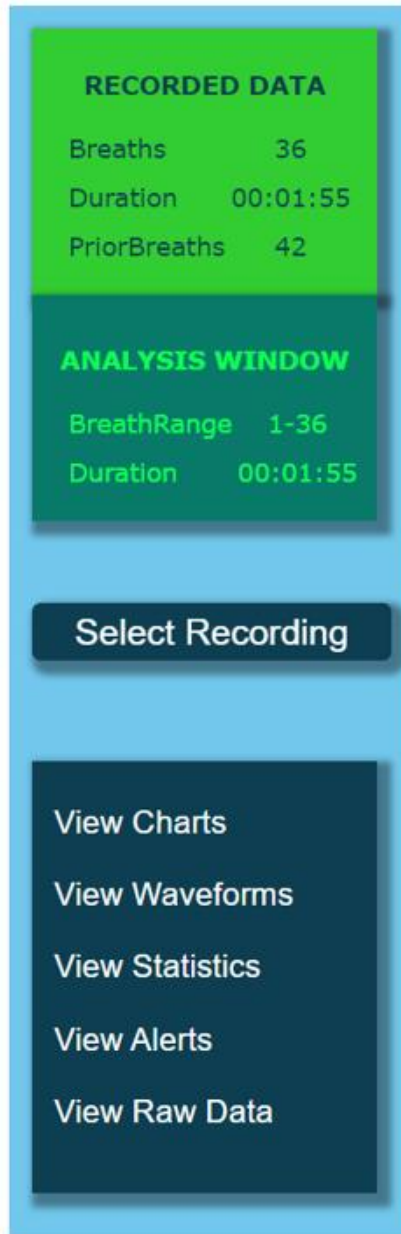 RECORDED DATA
Breaths 36
Duration 00:01:55
PriorBreaths 42
ANALYSIS WINDOW
BreathRange 1-36
Duration 00:01:55
Select Recording
View Charts
View Waveforms
View Statistics
View Alerts
View Raw Data